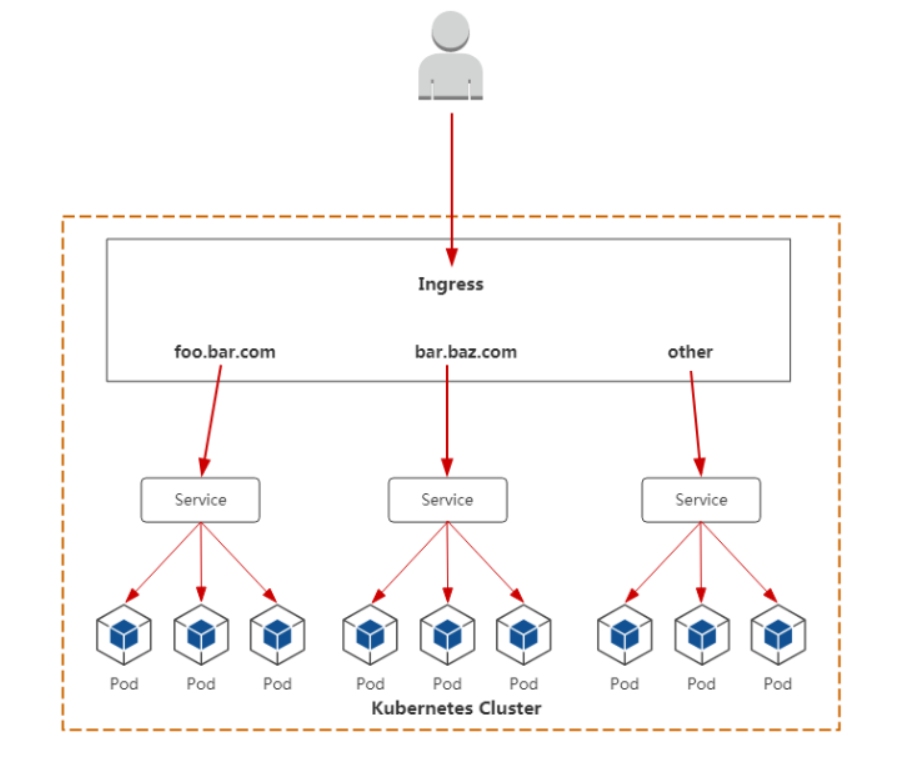 Ingress
foo.bar.com
bar.baz.com
other
Service
Service
Service
Pod
Pod
Pod
Pod
Pod
Pod
Pod
Pod
Pod
Kubernetes Cluster